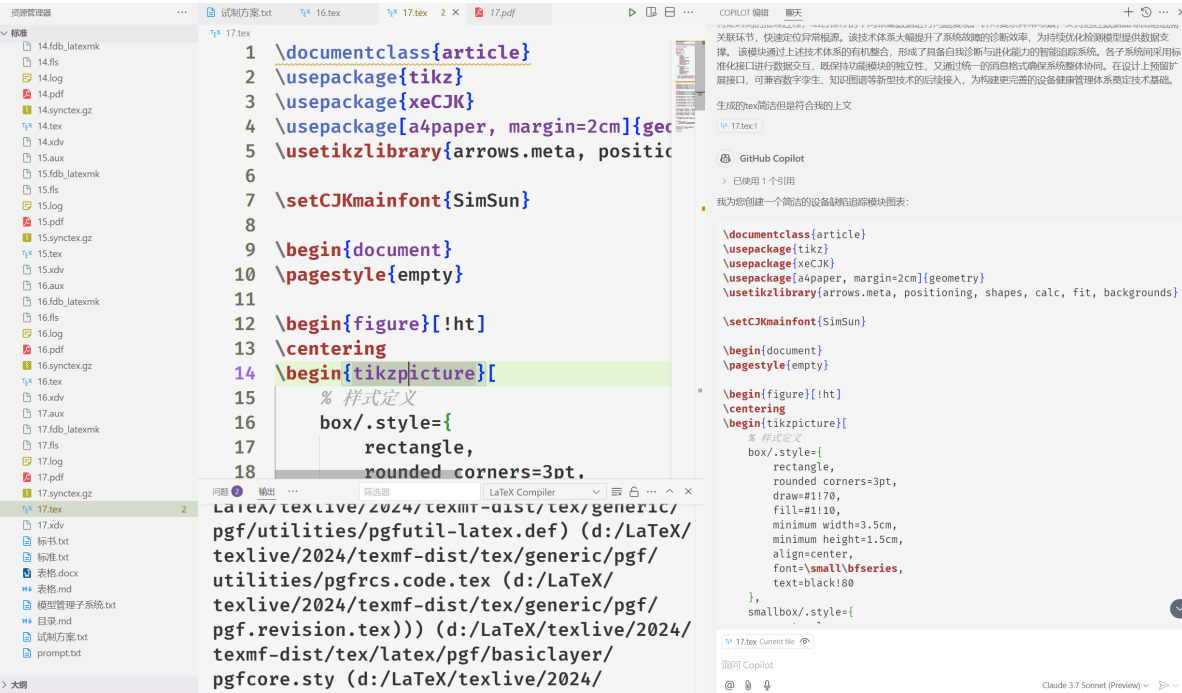 资源管理器
标准
14.fdb_latexmk
14.fls
14.log
14.pdf
14.synctex.gz
14.tex
14.xdv
15.aux
15.fdb_latexmk
15.fls
15.log
15.pdf
15.synctex.gz
15.tex
15.xdv
16.aux
16.fdb_latexmk
16.fls
16.log
16.pdf
16.synctex.gz
16.tex
16.xdv
17.aux
17.fdb_latexmk
17.fls
17.log
17.pdf
17.synctex.gz
17.tex 2
17.xdv
标书.txt
标准.txt
表格.docx
表格.md
模型管理子系统.txt
目录.md
试制方案.txt
prompt.txt
大纲
试制方案.txt 16.tex 17.tex 2 17.pdf
17.tex
1 \documentclass{article}
2 \usepackage{tikz}
3 \usepackage{xeCJK}
4 \usepackage[a4paper, margin=2cm]{geo
5 \usetikzlibrary{arrows.meta, positio
6
7 \setCJKmainfont{SimSun}
8
9 \begin{document}
10 \pagestyle{empty}
11
12 \begin{figure}[!ht]
13 \centering
14 \begin{tikzpicture}[
15 % 样式定义
16 box/.style={
17 rectangle,
18 rounded corners=3pt,
问题 2 输出 筛选器 LaTeX Compiler
LaTeX/texlive/2024/texmf-dist/tex/generic/
pgf/utilities/pgfutil-latex.def) (d:/LaTeX/
texlive/2024/texmf-dist/tex/generic/pgf/
utilities/pgfrcs.code.tex (d:/LaTeX/
texlive/2024/texmf-dist/tex/generic/pgf/
pgf.revision.tex))) (d:/LaTeX/texlive/2024/
texmf-dist/tex/latex/pgf/basiclayer/
pgfcore.sty (d:/LaTeX/texlive/2024/
COPILOT 编辑 聊天
关联环节，快速定位异常根源。该技术体系大幅提升了系统故障的诊断效率，为持续优化检测模型提供数据支
撑。 该模块通过上述技术体系的有机整合，形成了具备自我诊断与进化能力的智能追踪系统。各子系统间采用标
准化接口进行数据交互，既保持功能模块的独立性，又通过统一的消息格式确保系统整体协同。在设计上预留扩
展接口，可兼容数字孪生、知识图谱等新型技术的后续接入，为构建更完善的设备健康管理体系奠定技术基础。
生成的tex简洁但是符合我的上文
17.tex:1
GitHub Copilot
已使用 1 个引用
我为您创建一个简洁的设备缺陷追踪模块图表：
\documentclass{article}
\usepackage{tikz}
\usepackage{xeCJK}
\usepackage[a4paper, margin=2cm]{geometry}
\usetikzlibrary{arrows.meta, positioning, shapes, calc, fit, backgrounds}
\setCJKmainfont{SimSun}
\begin{document}
\pagestyle{empty}
\begin{figure}[!ht]
\centering
\begin{tikzpicture}[
% 样式定义
box/.style={
rectangle,
rounded corners=3pt,
draw=#1!70,
fill=#1!10,
minimum width=3.5cm,
minimum height=1.5cm,
align=center,
font=\small\bfseries,
text=black!80
},
smallbox/.style={
17.tex Current file
询问 Copilot
Claude 3.7 Sonnet (Preview)